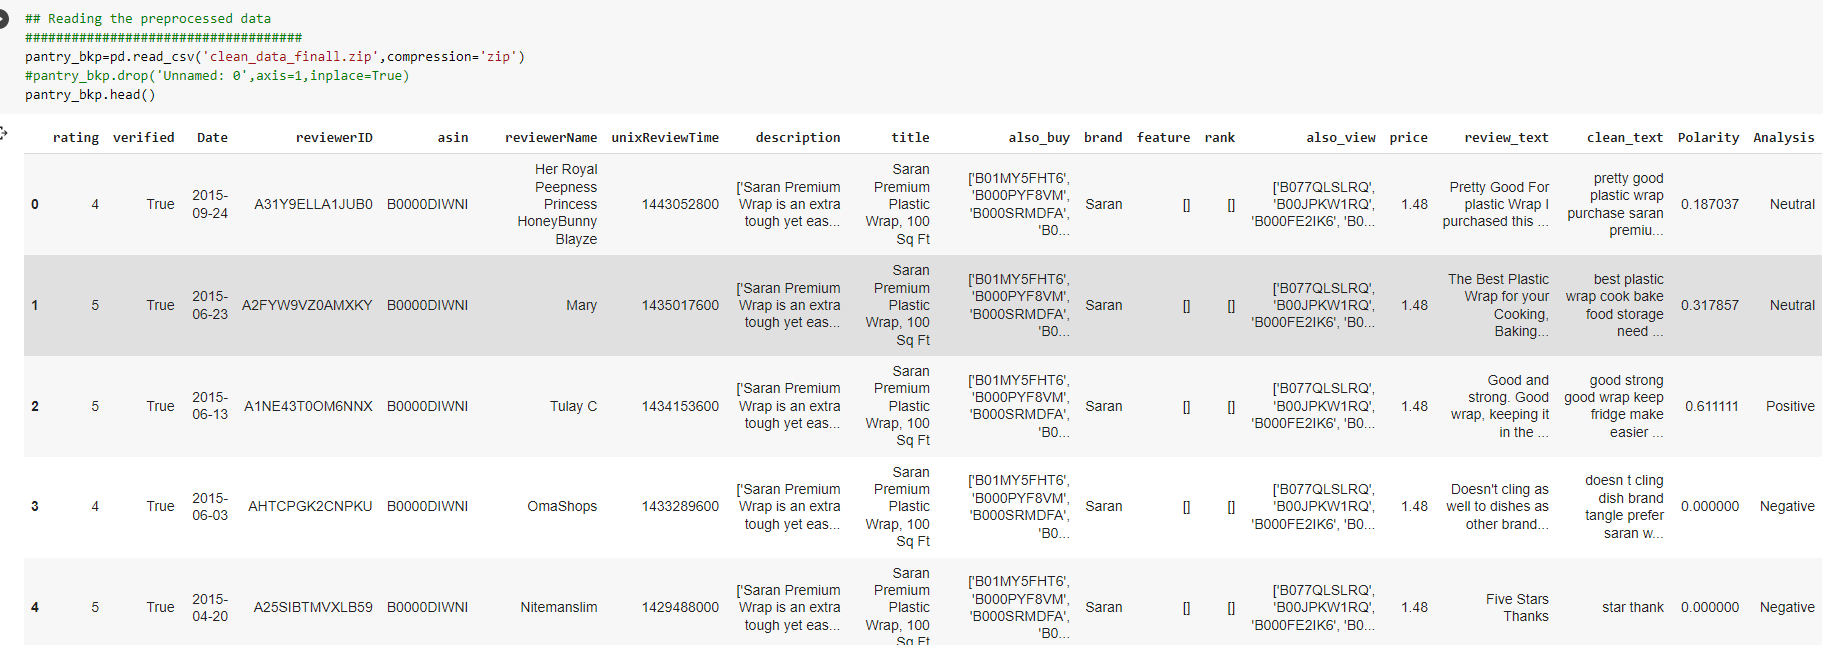 ## Reading the preprocessed data
####################################
pantry_bkp=pd.read_csv('clean_data_finall.zip',compression='zip')
#pantry_bkp.drop('Unnamed: 0',axis=1,inplace=True)
pantry_bkp.head()
rating verified Date reviewerID asin reviewerName unixReviewTime description title also_buy brand feature rank also_view price review_text clean_text Polarity Analysis
0 4 True 2015-09-24 A31Y9ELLA1JUB0 B0000DIWNI Her Royal Peepness Princess HoneyBunny Blayze 1443052800 ['Saran Premium Wrap is an extra tough yet eas... Saran Premium Plastic Wrap, 100 Sq Ft ['B01MY5FHT6', 'B000PYF8VM', 'B000SRMDFA', 'B0... Saran [] [] ['B077QLSLRQ', 'B00JPKW1RQ', 'B000FE2IK6', 'B0... 1.48 Pretty Good For plastic Wrap I purchased this ... pretty good plastic wrap purchase saran premiu... 0.187037 Neutral
1 5 True 2015-06-23 A2FYW9VZ0AMXKY B0000DIWNI Mary 1435017600 ['Saran Premium Wrap is an extra tough yet eas... Saran Premium Plastic Wrap, 100 Sq Ft ['B01MY5FHT6', 'B000PYF8VM', 'B000SRMDFA', 'B0... Saran [] [] ['B077QLSLRQ', 'B00JPKW1RQ', 'B000FE2IK6', 'B0... 1.48 The Best Plastic Wrap for your Cooking, Baking... best plastic wrap cook bake food storage need ... 0.317857 Neutral
2 5 True 2015-06-13 A1NE43T0OM6NNX B0000DIWNI Tulay C 1434153600 ['Saran Premium Wrap is an extra tough yet eas... Saran Premium Plastic Wrap, 100 Sq Ft ['B01MY5FHT6', 'B000PYF8VM', 'B000SRMDFA', 'B0... Saran [] [] ['B077QLSLRQ', 'B00JPKW1RQ', 'B000FE2IK6', 'B0... 1.48 Good and strong. Good wrap, keeping it in the ... good strong good wrap keep fridge make easier ... 0.611111 Positive
3 4 True 2015-06-03 AHTCPGK2CNPKU B0000DIWNI OmaShops 1433289600 ['Saran Premium Wrap is an extra tough yet eas... Saran Premium Plastic Wrap, 100 Sq Ft ['B01MY5FHT6', 'B000PYF8VM', 'B000SRMDFA', 'B0... Saran [] [] ['B077QLSLRQ', 'B00JPKW1RQ', 'B000FE2IK6', 'B0... 1.48 Doesn't cling as well to dishes as other brand... doesn t cling dish brand tangle prefer saran w... 0.000000 Negative
4 5 True 2015-04-20 A25SIBTMVXLB59 B0000DIWNI Nitemanslim 1429488000 ['Saran Premium Wrap is an extra tough yet eas... Saran Premium Plastic Wrap, 100 Sq Ft ['B01MY5FHT6', 'B000PYF8VM', 'B000SRMDFA', 'B0... Saran [] [] ['B077QLSLRQ', 'B00JPKW1RQ', 'B000FE2IK6', 'B0... 1.48 Five Stars Thanks star thank 0.000000 Negative